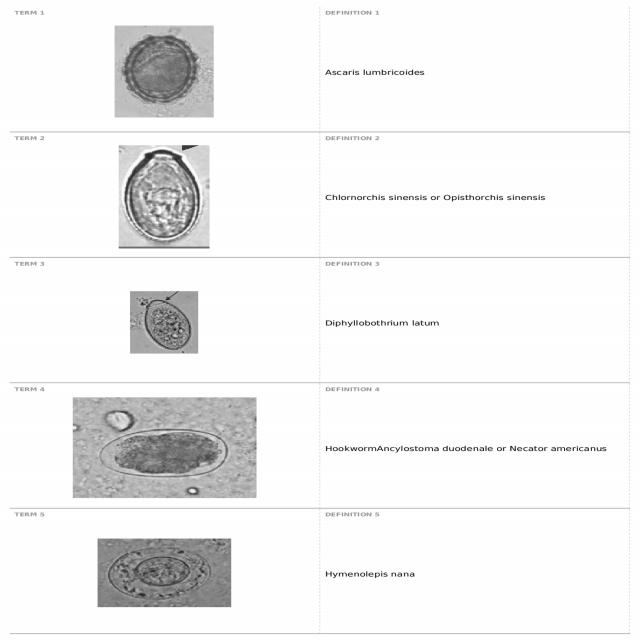 TERM 1
DEFINITION 1
Ascaris lumbricoides
TERM 2
DEFINITION 2
Chlornorchis sinensis or Opisthorchis sinensis
TERM 3
DEFINITION 3
Diphyllobothrium latum
TERM 4
DEFINITION 4
HookwormAncylostoma duodenale or Necator americanus
TERM 5
DEFINITION 5
Hymenolepis nana